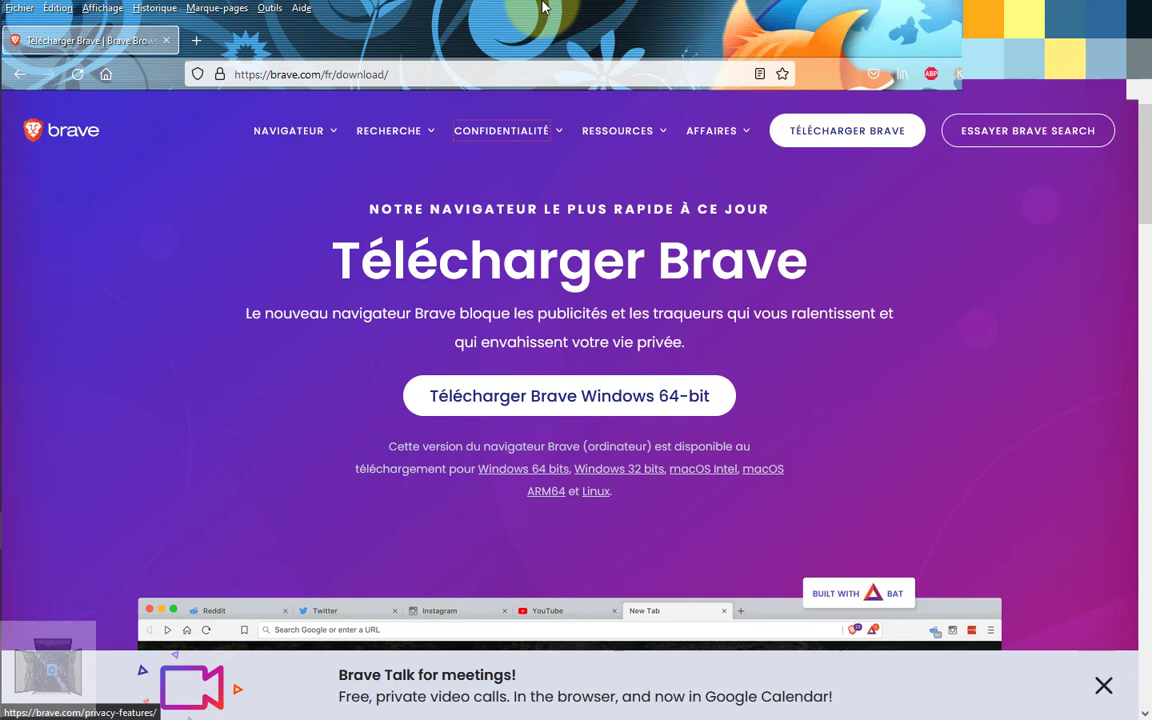 Fichier Édition Affichage Historique Marque-pages Outils Aide
Télécharger Brave | Brave Brows
https://brave.com/fr/download/
ABP
brave
NAVIGATEUR RECHERCHE CONFIDENTIALITÉ RESSOURCES AFFAIRES TÉLÉCHARGER BRAVE ESSAYER BRAVE SEARCH
NOTRE NAVIGATEUR LE PLUS RAPIDE À CE JOUR
Télécharger Brave
Le nouveau navigateur Brave bloque les publicités et les traqueurs qui vous ralentissent et
qui envahissent votre vie privée.
Télécharger Brave Windows 64-bit
Cette version du navigateur Brave (ordinateur) est disponible au
téléchargement pour Windows 64 bits, Windows 32 bits, macOS Intel, macOS
ARM64 et Linux.
BUILT WITH BAT
Reddit Twitter Instagram YouTube New Tab
Search Google or enter a URL
Brave Talk for meetings!
Free, private video calls. In the browser, and now in Google Calendar!
https://brave.com/privacy-features/